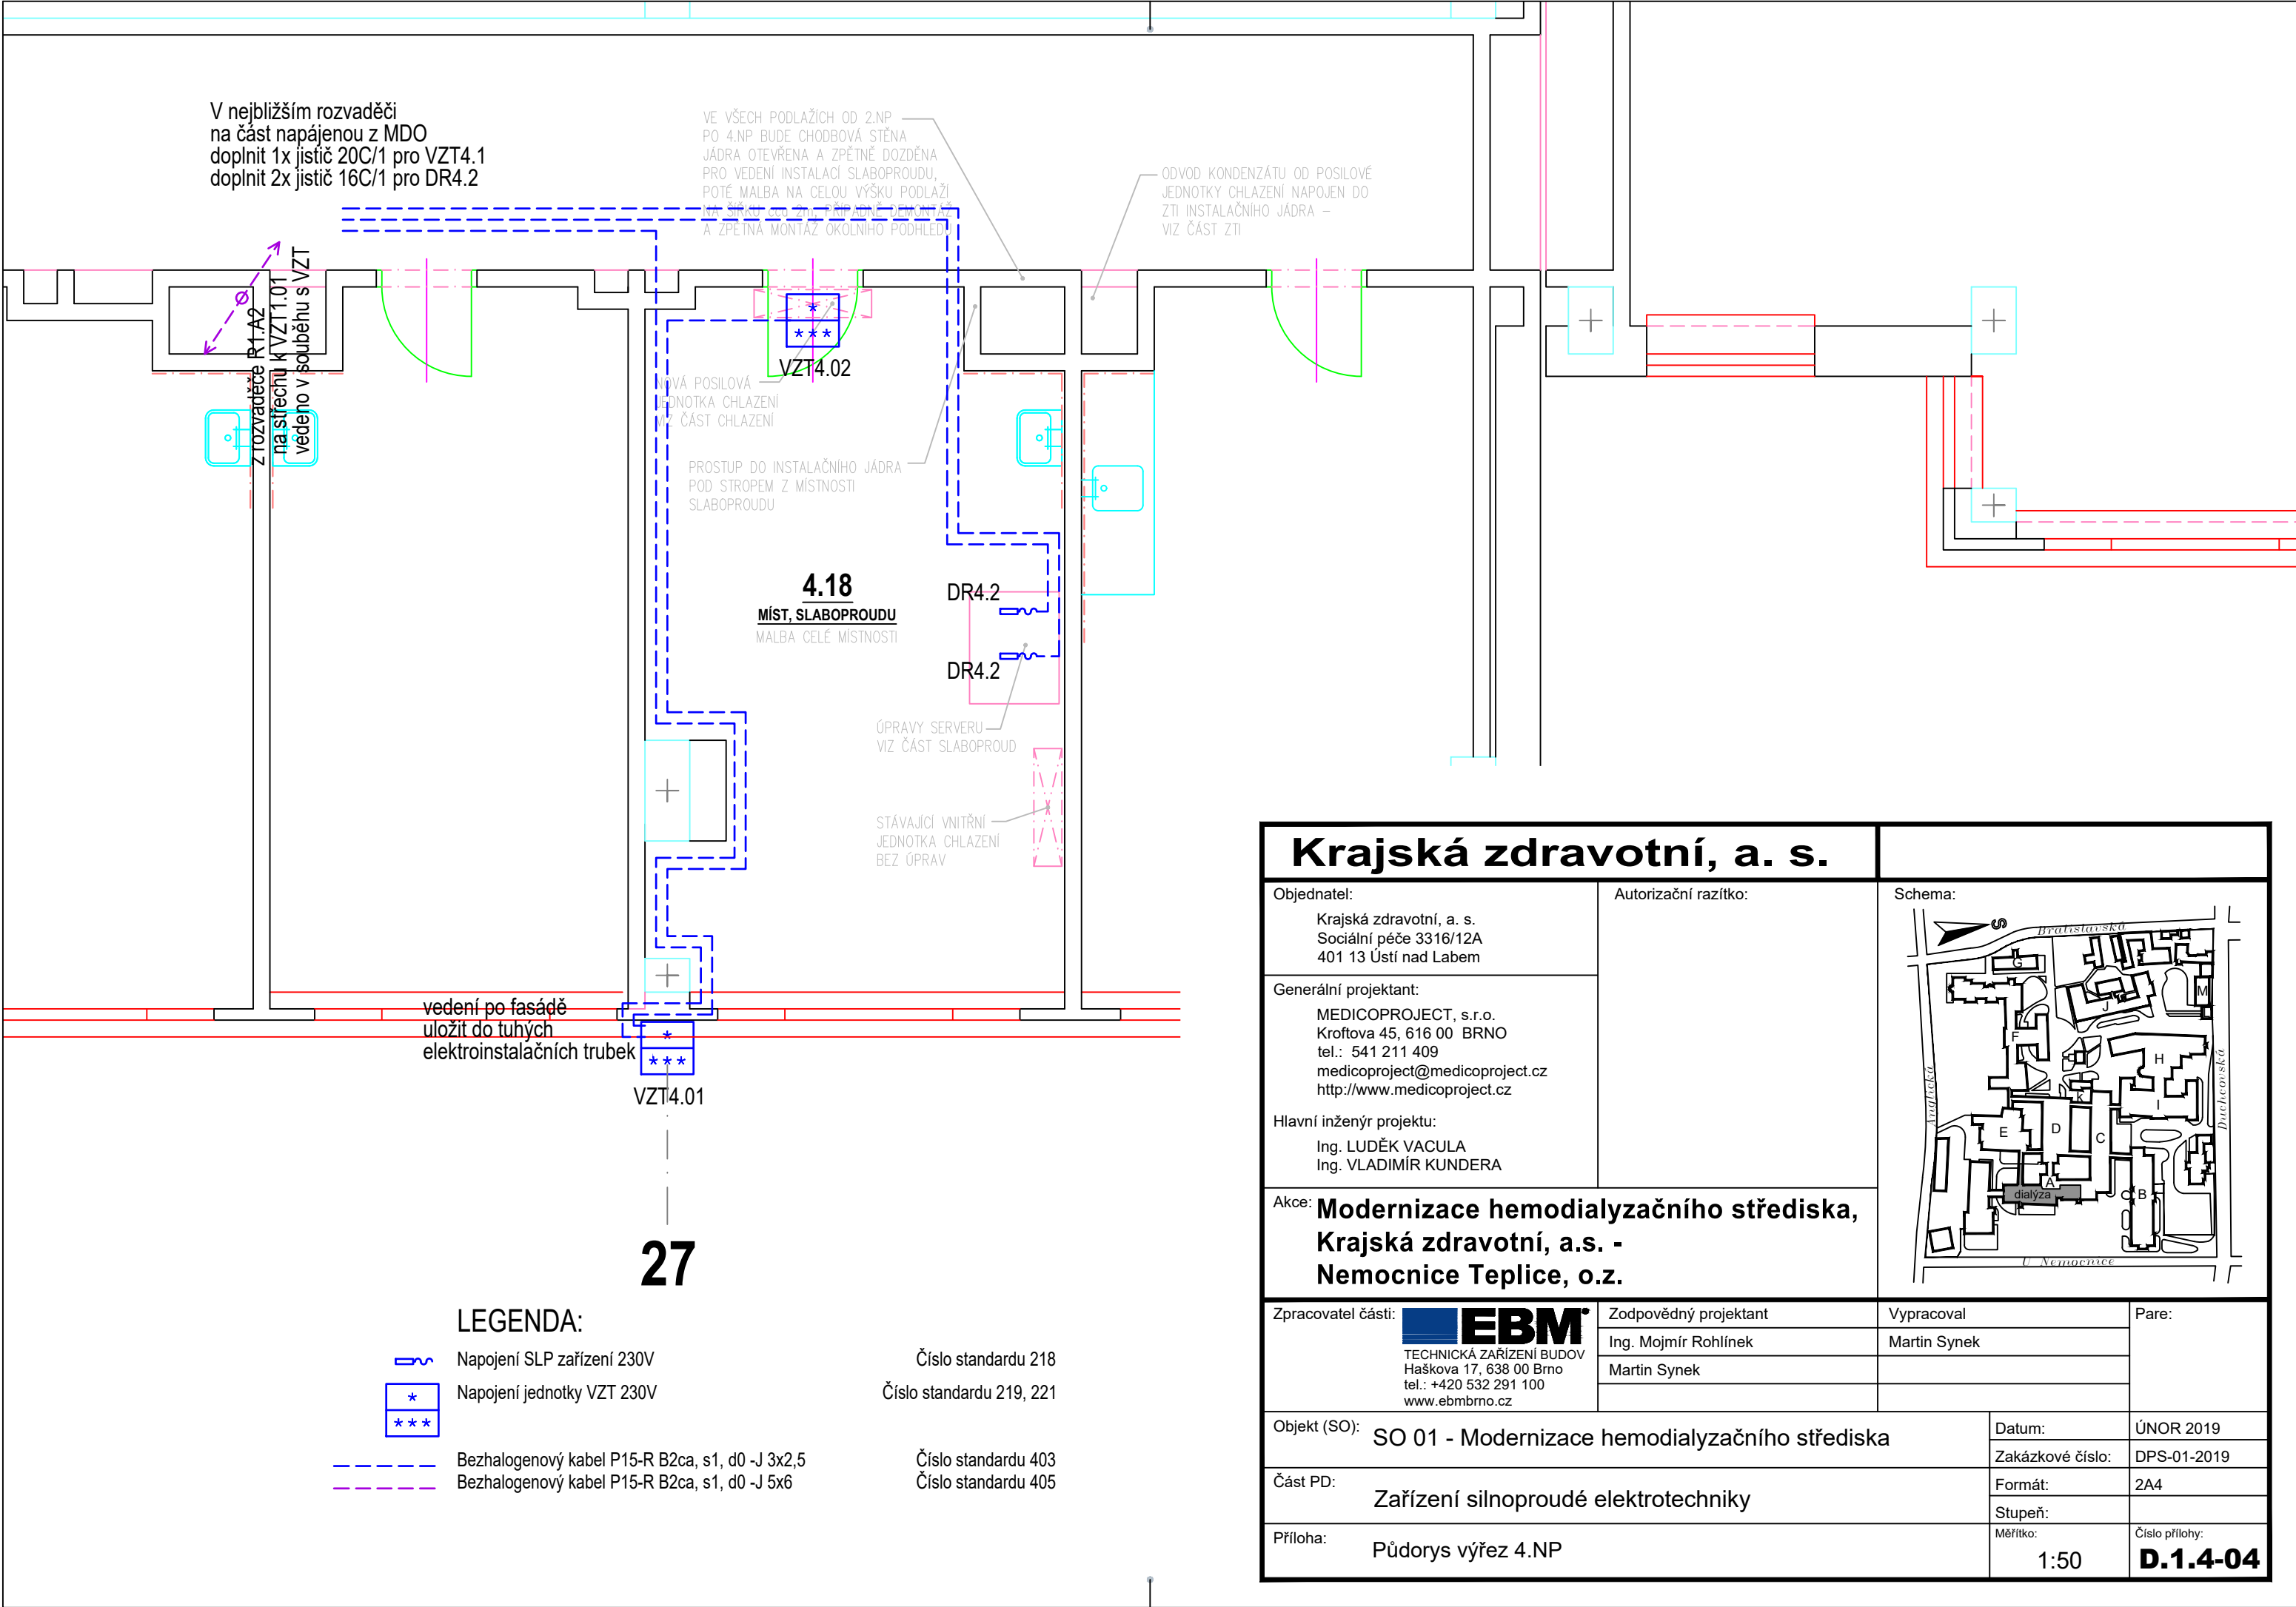 V nejbližším rozvaděči
na část napájenou z MDO
doplnit 1x jistič 20C/1 pro VZT4.1
doplnit 2x jistič 16C/1 pro DR4.2
VE VŠECH PODLAŽÍCH OD 2.NP
PO 4.NP BUDE CHODBOVÁ STĚNA
JÁDRA OTEVŘENA A ZPĚTNĚ DOZDĚNA
PRO VEDENÍ INSTALACÍ SLABOPROUDU,
POTÉ MALBA NA CELOU VÝŠKU PODLAŽÍ
NA ŠÍŘKU cca 2m, PŘÍPADNĚ DEMONTÁŽ
A ZPĚTNÁ MONTÁŽ OKOLNÍHO PODHLEDU
ODVOD KONDENZÁTU OD POSILOVÉ
JEDNOTKY CHLAZENÍ NAPOJEN DO
ZTI INSTALAČNÍHO JÁDRA –
VIZ ČÁST ZTI
z rozvaděče R1.A2
na střechu k VZT1.01
vedeno v souběhu s VZT
*
***
VZT4.02
NOVÁ POSILOVÁ
JEDNOTKA CHLAZENÍ
VIZ ČÁST CHLAZENÍ
PROSTUP DO INSTALAČNÍHO JÁDRA
POD STROPEM Z MÍSTNOSTI
SLABOPROUDU
4.18
MÍST, SLABOPROUDU
MALBA CELÉ MÍSTNOSTI
DR4.2
DR4.2
ÚPRAVY SERVERU
VIZ ČÁST SLABOPROUD
STÁVAJÍCÍ VNITŘNÍ
JEDNOTKA CHLAZENÍ
BEZ ÚPRAV
vedení po fasádě
uložit do tuhých
elektroinstalačních trubek
*
***
VZT4.01
27
LEGENDA:
Napojení SLP zařízení 230V Číslo standardu 218
* Napojení jednotky VZT 230V Číslo standardu 219, 221
***
Bezhalogenový kabel P15-R B2ca, s1, d0 -J 3x2,5 Číslo standardu 403
Bezhalogenový kabel P15-R B2ca, s1, d0 -J 5x6 Číslo standardu 405
Krajská zdravotní, a. s.
Objednatel:
Krajská zdravotní, a. s.
Sociální péče 3316/12A
401 13 Ústí nad Labem
Autorizační razítko:
Schema:
S
Bratislavská
Anglická
Duchcovská
U Nemocnice
G
J
M
F
H
K
I
E
D
C
A
B
dialýza
Generální projektant:
MEDICOPROJECT, s.r.o.
Kroftova 45, 616 00 BRNO
tel.: 541 211 409
medicoproject@medicoproject.cz
http://www.medicoproject.cz
Hlavní inženýr projektu:
Ing. LUDĚK VACULA
Ing. VLADIMÍR KUNDERA
Akce: Modernizace hemodialyzačního střediska,
Krajská zdravotní, a.s. -
Nemocnice Teplice, o.z.
Zpracovatel části:
EBM
TECHNICKÁ ZAŘÍZENÍ BUDOV
Haškova 17, 638 00 Brno
tel.: +420 532 291 100
www.ebmbrno.cz
Zodpovědný projektant
Ing. Mojmír Rohlínek
Martin Synek
Vypracoval
Martin Synek
Pare:
Objekt (SO): SO 01 - Modernizace hemodialyzačního střediska
Datum: ÚNOR 2019
Zakázkové číslo: DPS-01-2019
Část PD: Zařízení silnoproudé elektrotechniky
Formát: 2A4
Stupeň:
Příloha: Půdorys výřez 4.NP
Měřítko: 1:50
Číslo přílohy: D.1.4-04